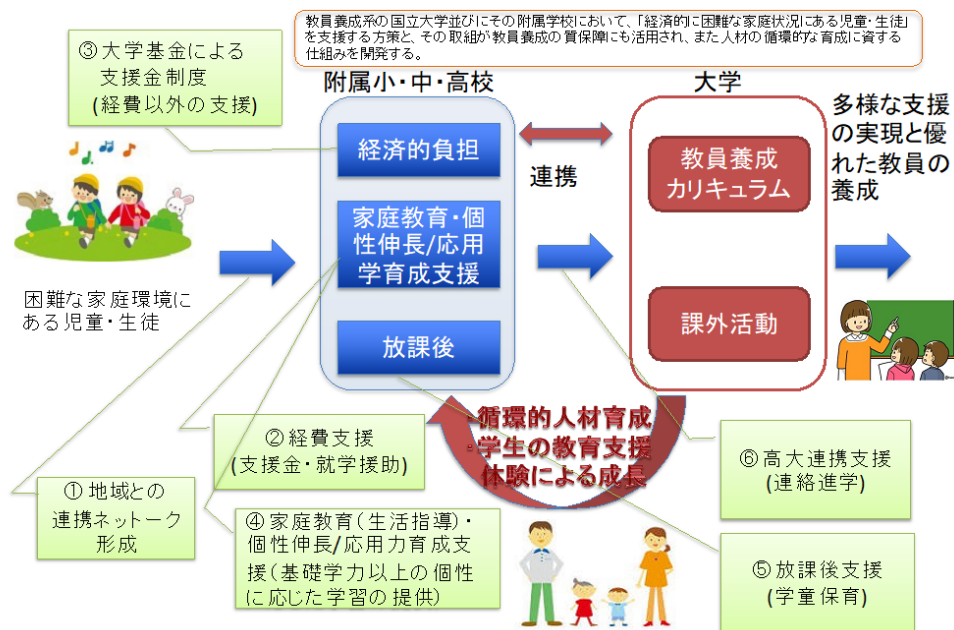 教員養成系の国立大学並びにその附属学校において、「経済的に困難な家庭状況にある児童・生徒」
を支援する方策と、その取組が教員養成の質保障にも活用され、また人材の循環的な育成に資する
仕組みを開発する。
③大学基金による
支援金制度
(経費以外の支援)
附属小・中・高校
大学
経済的負担
連携
教員養成
カリキュラム
多様な支援
の実現と優
れた教員の
養成
家庭教育・個
性伸長/応用
学育成支援
困難な家庭環境に
ある児童・生徒
放課後
課外活動
・循環的人材育成
・学生の教育支援
体験による成長
②経費支援
(支援金・就学援助)
①地域との
連携ネットーク
形成
④家庭教育(生活指導)・
個性伸長/応用力育成支
援(基礎学力以上の個性
に応じた学習の提供)
⑥高大連携支援
(連絡進学)
⑤放課後支援
(学童保育)